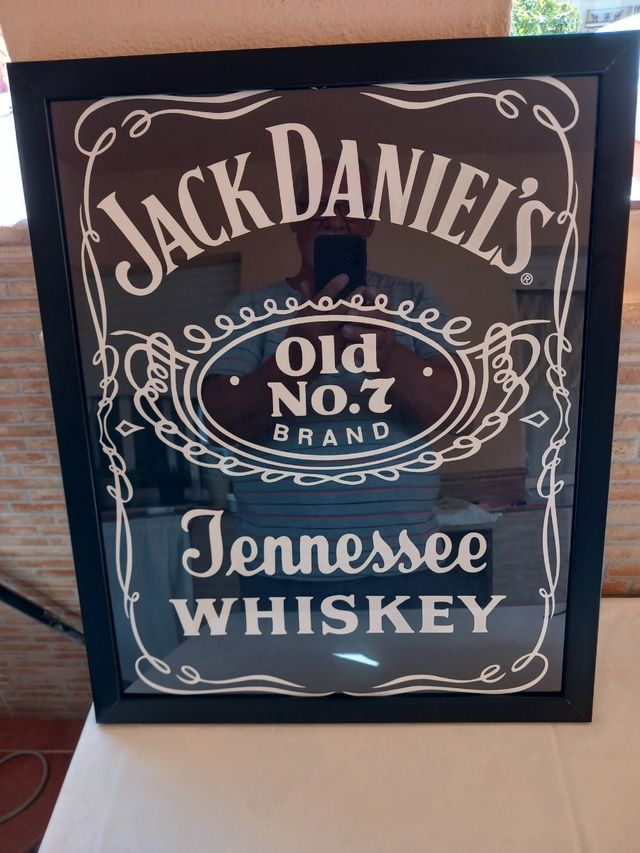 JACK DANIEL'S®
Old
No.7
BRAND
Tennessee
WHISKEY